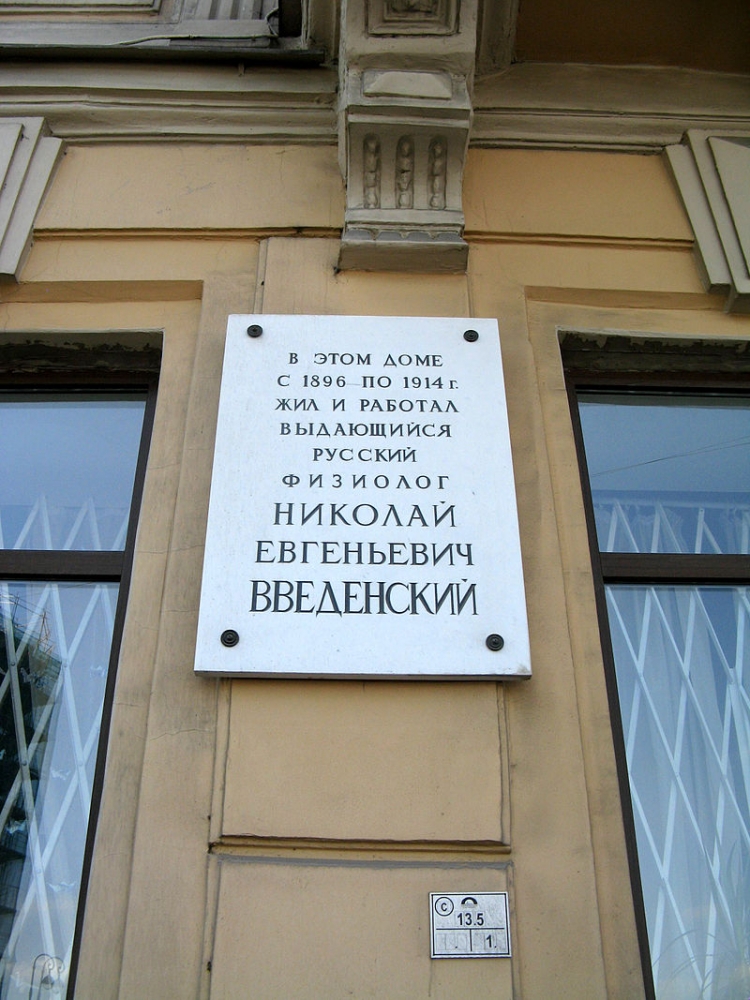 В ЭТОМ ДОМЕ
С 1896 ПО 1914 г.
ЖИЛ И РАБОТАЛ
ВЫДАЮЩИЙСЯ
РУССКИЙ
ФИЗИОЛОГ
НИКОЛАЙ
ЕВГЕНЬЕВИЧ
ВВЕДЕНСКИЙ
С
13.5
1.